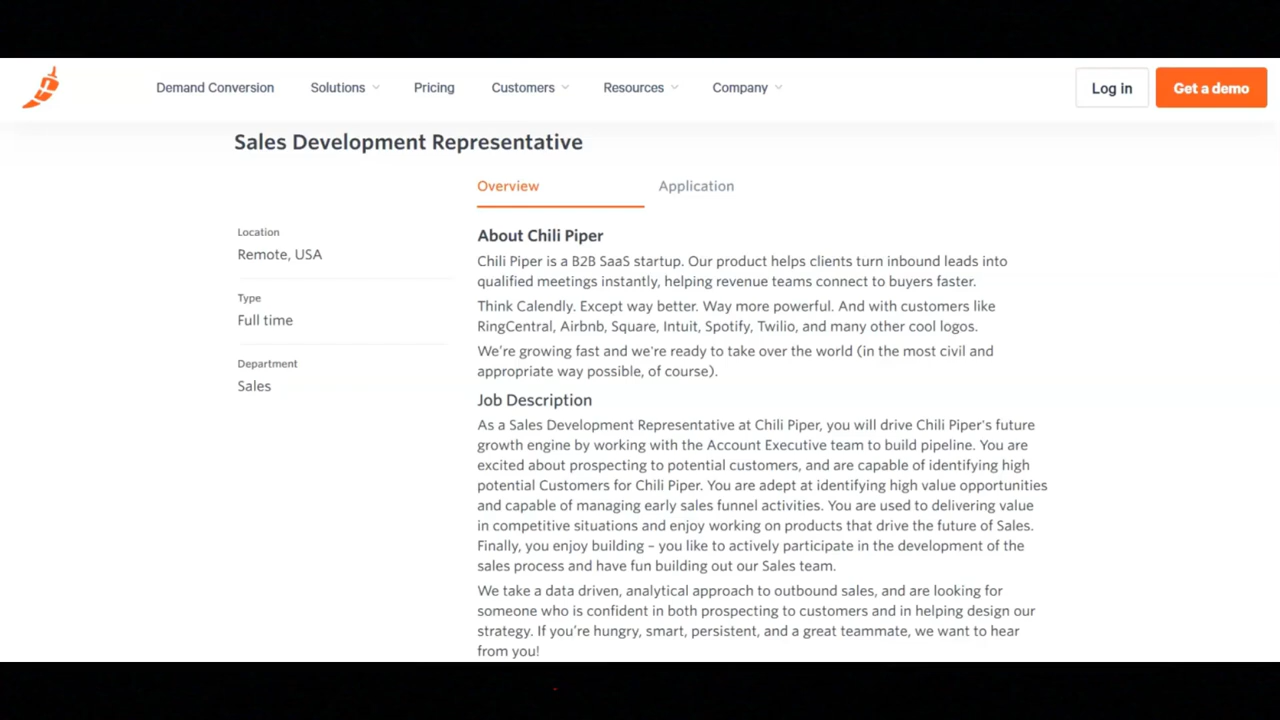 Demand Conversion Solutions Pricing Customers Resources Company Log in Get a demo
Sales Development Representative
Overview Application
Location
Remote, USA
Type
Full time
Department
Sales
About Chili Piper
Chili Piper is a B2B SaaS startup. Our product helps clients turn inbound leads into
qualified meetings instantly, helping revenue teams connect to buyers faster.
Think Calendly. Except way better. Way more powerful. And with customers like
RingCentral, Airbnb, Square, Intuit, Spotify, Twilio, and many other cool logos.
We’re growing fast and we're ready to take over the world (in the most civil and
appropriate way possible, of course).
Job Description
As a Sales Development Representative at Chili Piper, you will drive Chili Piper's future
growth engine by working with the Account Executive team to build pipeline. You are
excited about prospecting to potential customers, and are capable of identifying high
potential Customers for Chili Piper. You are adept at identifying high value opportunities
and capable of managing early sales funnel activities. You are used to delivering value
in competitive situations and enjoy working on products that drive the future of Sales.
Finally, you enjoy building – you like to actively participate in the development of the
sales process and have fun building out our Sales team.
We take a data driven, analytical approach to outbound sales, and are looking for
someone who is confident in both prospecting to customers and in helping design our
strategy. If you’re hungry, smart, persistent, and a great teammate, we want to hear
from you!